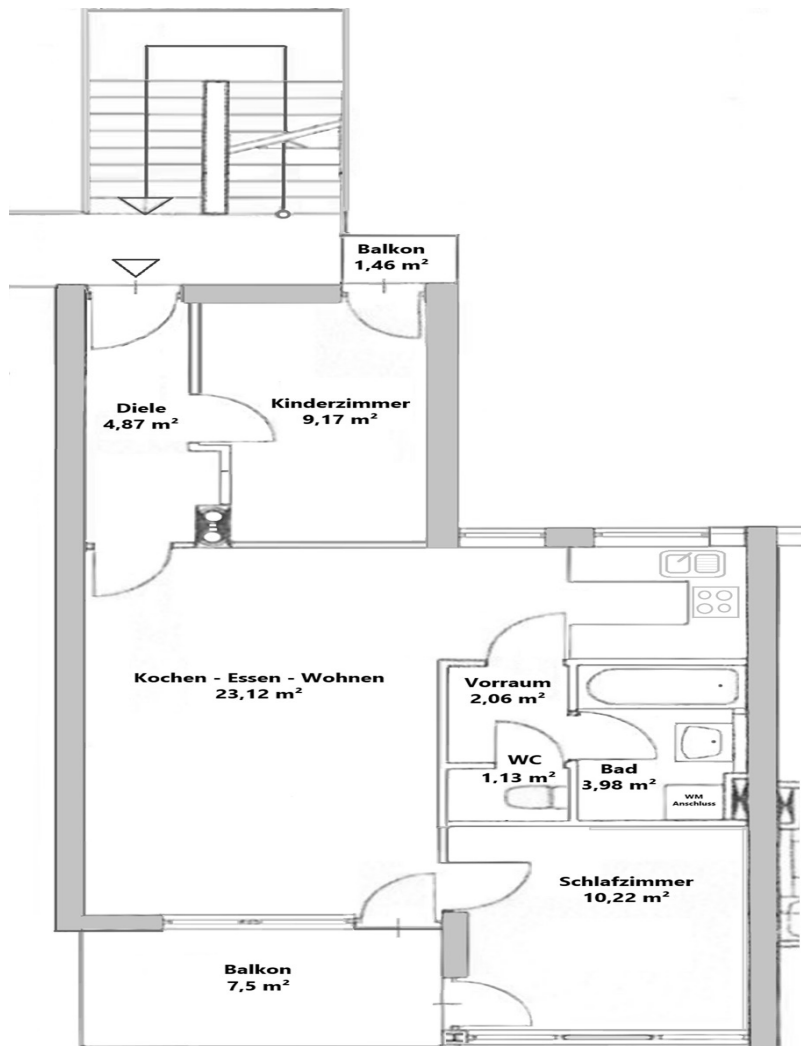 Balkon
1,46 m²
Diele
4,87 m²
Kinderzimmer
9,17 m²
Kochen - Essen - Wohnen
23,12 m²
Vorraum
2,06 m²
WC
1,13 m²
Bad
3,98 m²
WM
Anschluss
Schlafzimmer
10,22 m²
Balkon
7,5 m²